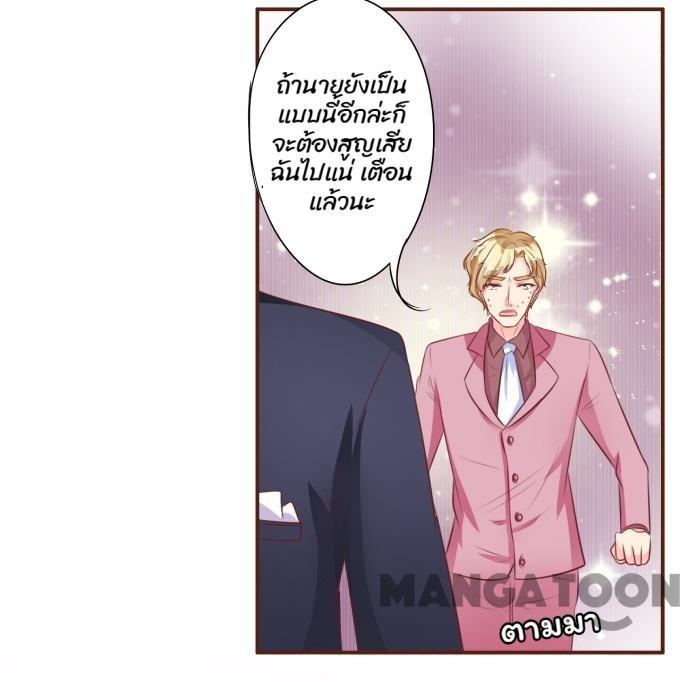 ถ้านายยังเป็น
แบบนี้อีกล่ะก็
จะต้องสูญเสีย
ฉันไปแน่ เตือน
แล้วนะ
MANGATOON
ตามมา